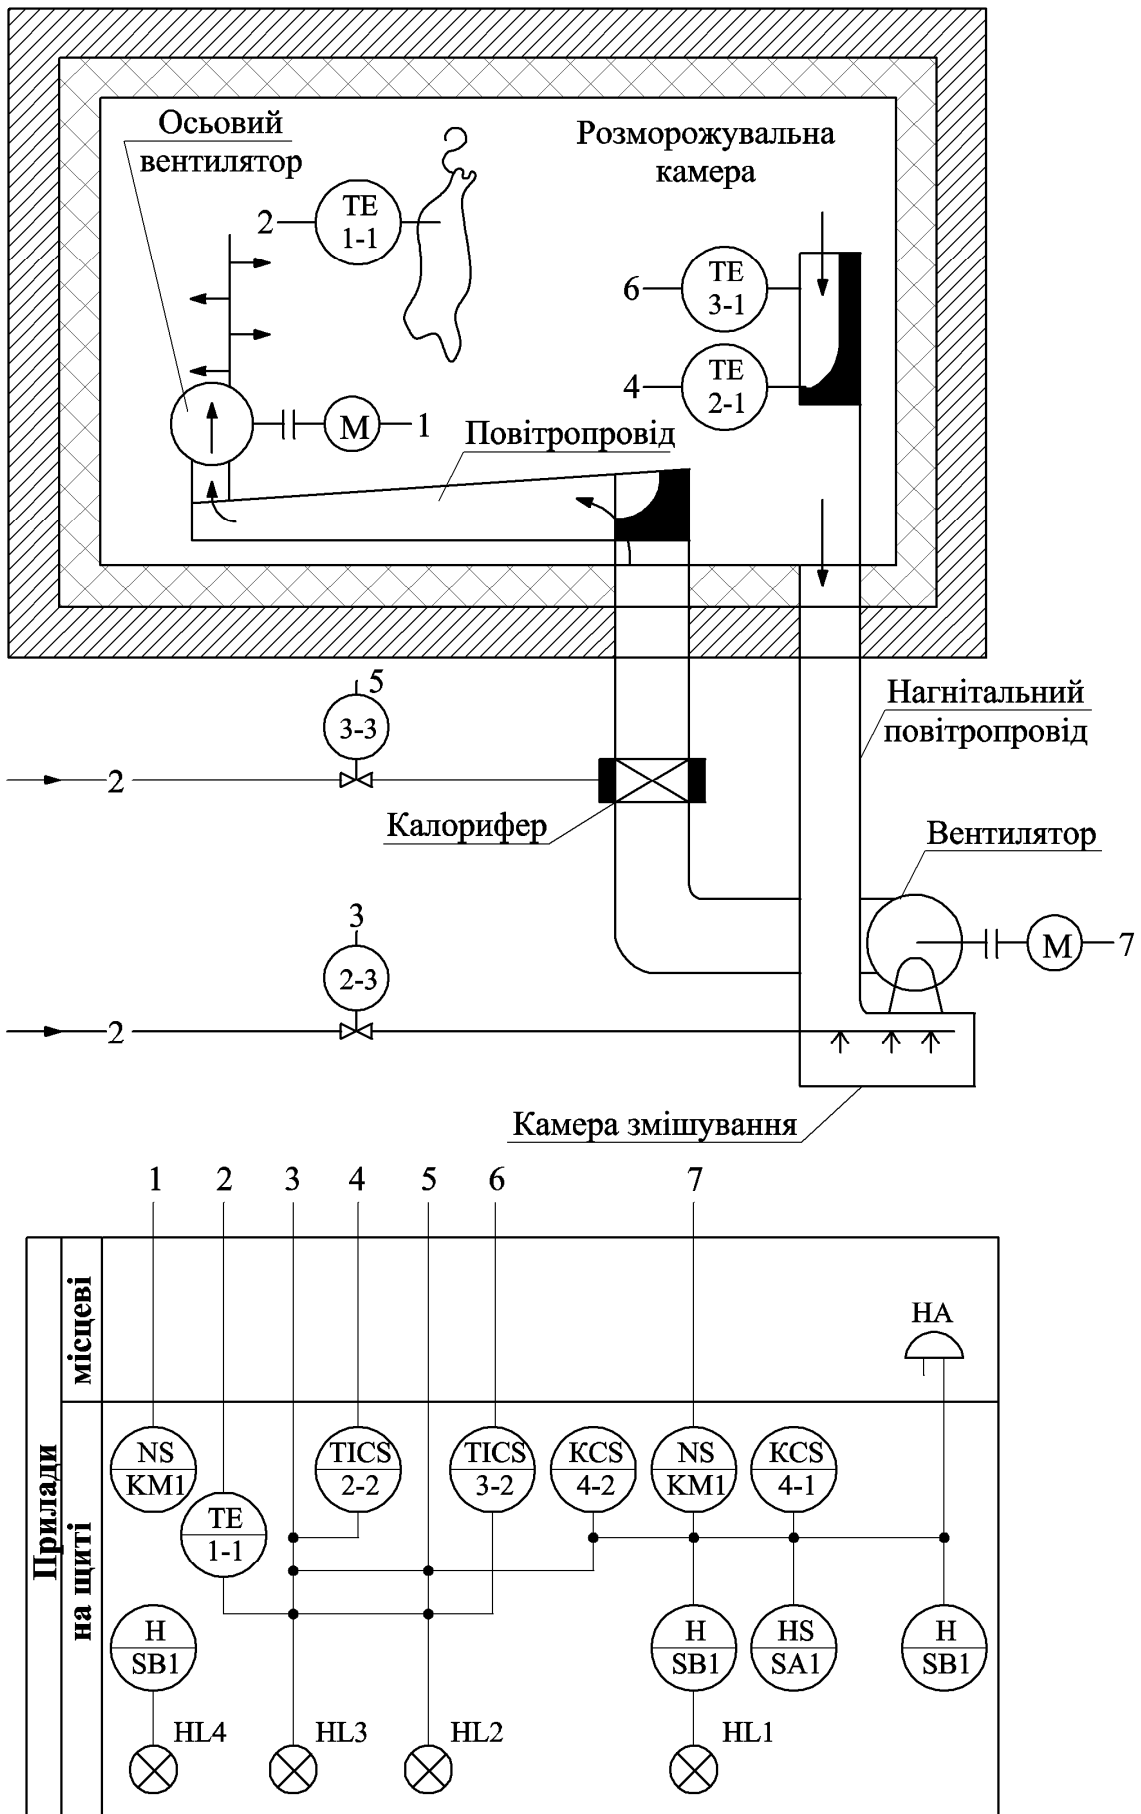 Осьовий
вентилятор
Розморожувальна
камера
2
TE
1-1
6
TE
3-1
4
TE
2-1
M
1
Повітропровід
5
3-3
2
Нагнітальний
повітропровід
Калорифер
Вентилятор
3
2-3
M
7
2
Камера змішування
1 2 3 4 5 6 7
Прилади
місцеві
на щиті
HA
NS
KM1
TE
1-1
TICS
2-2
TICS
3-2
KCS
4-2
NS
KM1
KCS
4-1
H
SB1
H
SB1
HS
SA1
H
SB1
HL4
HL3
HL2
HL1